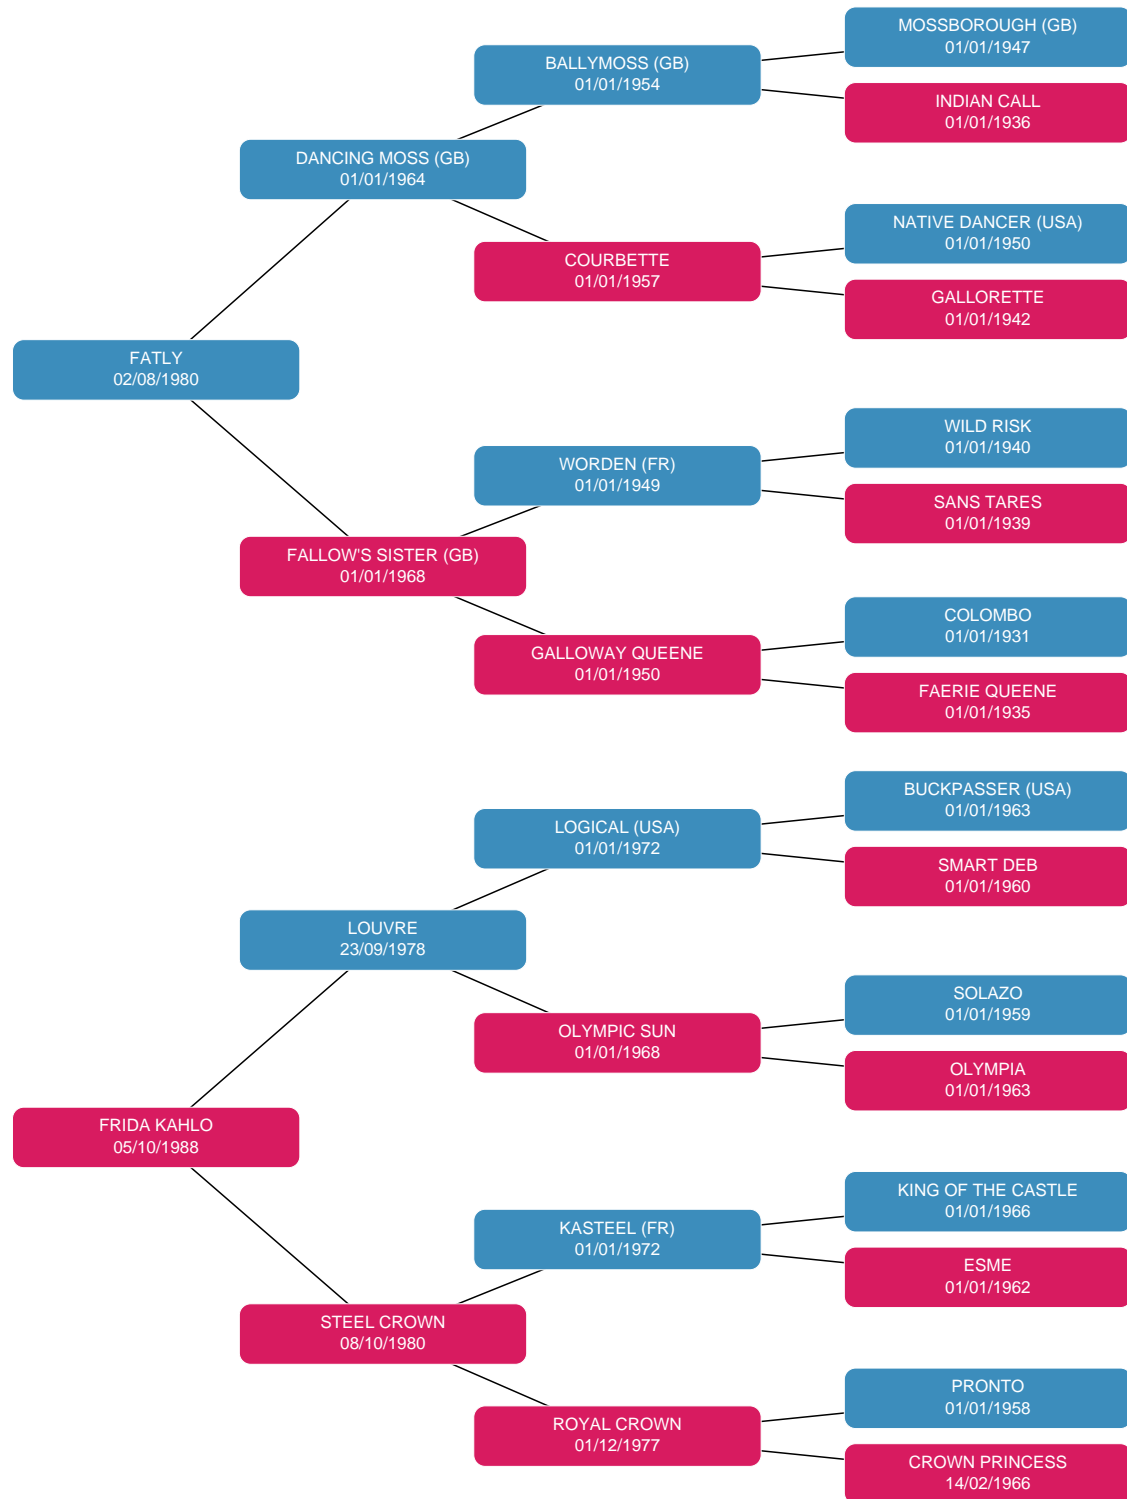 MOSSBOROUGH (GB)
01/01/1947
BALLYMOSS (GB)
01/01/1954
INDIAN CALL
01/01/1936
DANCING MOSS (GB)
01/01/1964
NATIVE DANCER (USA)
01/01/1950
COURBETTE
01/01/1957
GALLORETTE
01/01/1942
FATLY
02/08/1980
WILD RISK
01/01/1940
WORDEN (FR)
01/01/1949
SANS TARES
01/01/1939
FALLOW'S SISTER (GB)
01/01/1968
COLOMBO
01/01/1931
GALLOWAY QUEENE
01/01/1950
FAERIE QUEENE
01/01/1935
BUCKPASSER (USA)
01/01/1963
LOGICAL (USA)
01/01/1972
SMART DEB
01/01/1960
LOUVRE
23/09/1978
SOLAZO
01/01/1959
OLYMPIC SUN
01/01/1968
OLYMPIA
01/01/1963
FRIDA KAHLO
05/10/1988
KING OF THE CASTLE
01/01/1966
KASTEEL (FR)
01/01/1972
ESME
01/01/1962
STEEL CROWN
08/10/1980
PRONTO
01/01/1958
ROYAL CROWN
01/12/1977
CROWN PRINCESS
14/02/1966